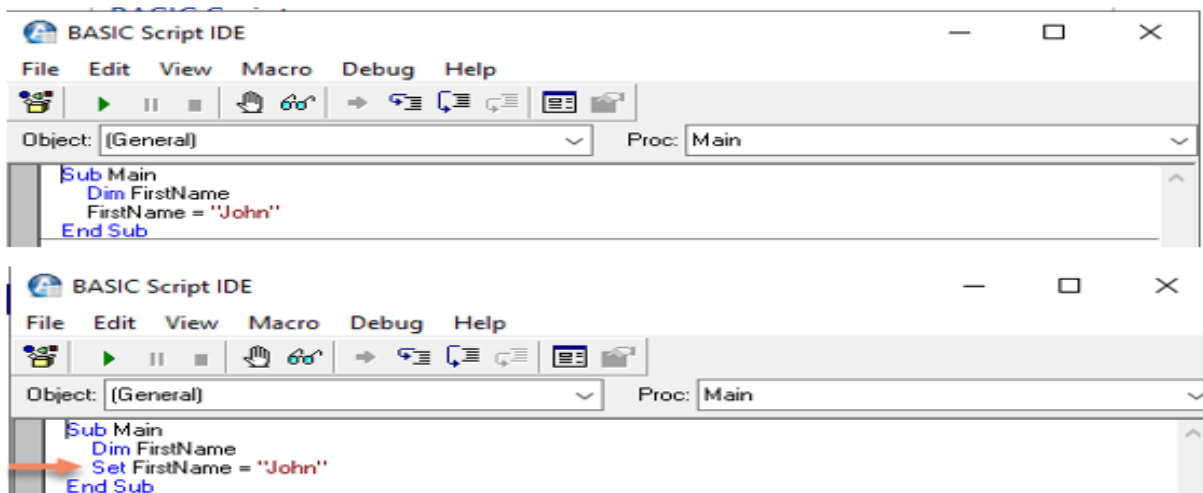 BASIC Script IDE
File Edit View Macro Debug Help
Object: (General) Proc: Main
Sub Main
Dim FirstName
FirstName = "John"
End Sub
BASIC Script IDE
File Edit View Macro Debug Help
Object: (General) Proc: Main
Sub Main
Dim FirstName
Set FirstName = "John"
End Sub